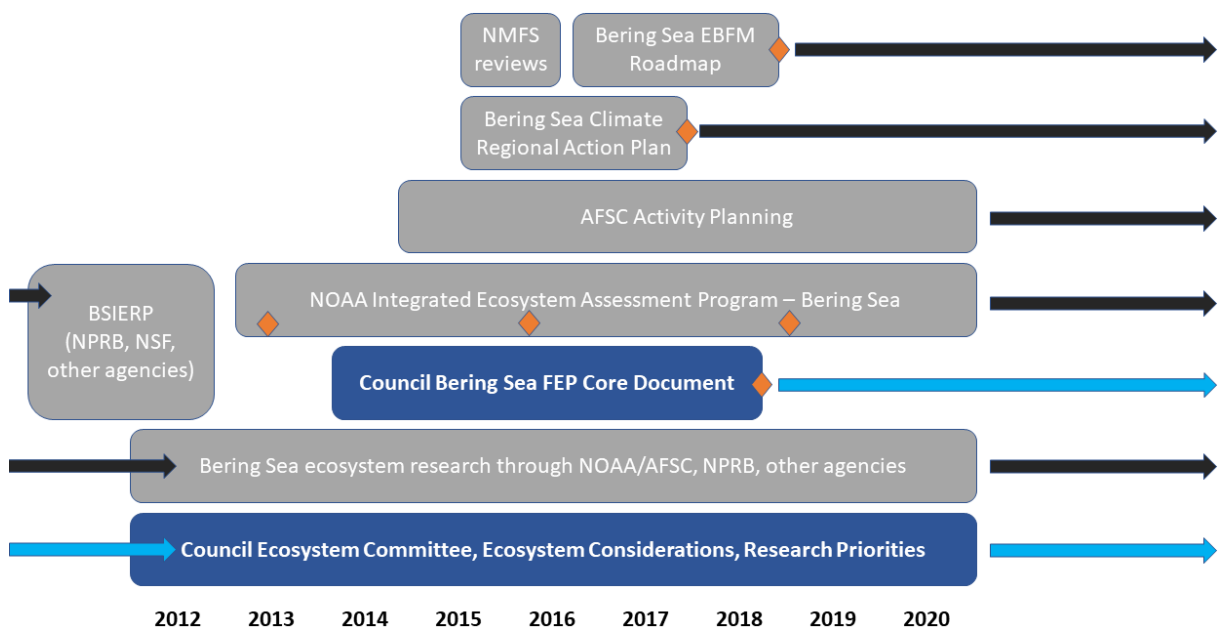 NMFS
reviews
Bering Sea EBFM
Roadmap
Bering Sea Climate
Regional Action Plan
AFSC Activity Planning
BSIERP
(NPRB, NSF,
other agencies)
NOAA Integrated Ecosystem Assessment Program – Bering Sea
Council Bering Sea FEP Core Document
Bering Sea ecosystem research through NOAA/AFSC, NPRB, other agencies
Council Ecosystem Committee, Ecosystem Considerations, Research Priorities
2012 2013 2014 2015 2016 2017 2018 2019 2020